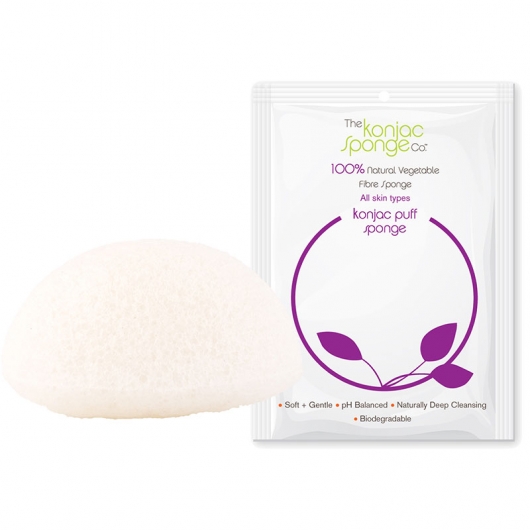 The Konjac
Sponge Co™
100% Natural Vegetable
Fibre Sponge
All skin types
konjac puff
sponge
• Soft + Gentle • pH Balanced • Naturally Deep Cleansing
• Biodegradable